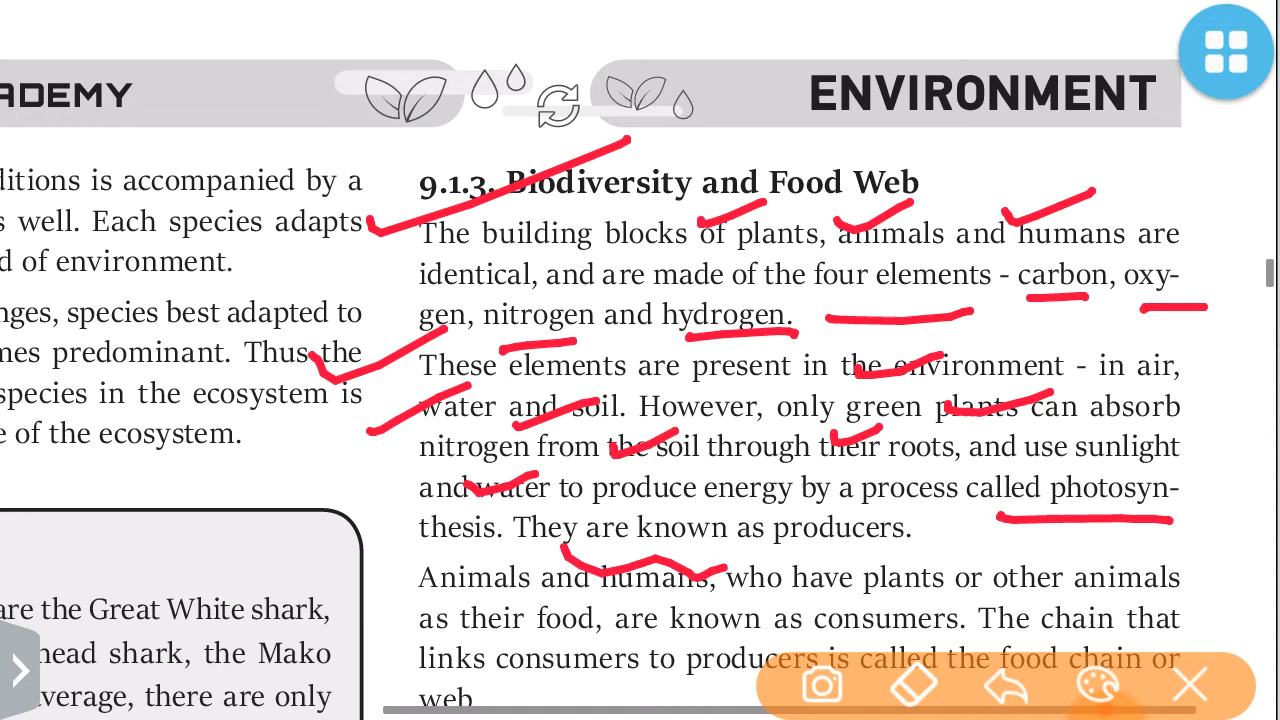 ADEMY
ENVIRONMENT
ditions is accompanied by a
s well. Each species adapts
d of environment.
nges, species best adapted to
mes predominant. Thus the
species in the ecosystem is
e of the ecosystem.
are the Great White shark,
head shark, the Mako
verage, there are only
9.1.3. Biodiversity and Food Web
The building blocks of plants, animals and humans are
identical, and are made of the four elements - carbon, oxy-
gen, nitrogen and hydrogen.
These elements are present in the environment - in air,
water and soil. However, only green plants can absorb
nitrogen from the soil through their roots, and use sunlight
and water to produce energy by a process called photosyn-
thesis. They are known as producers.
Animals and humans, who have plants or other animals
as their food, are known as consumers. The chain that
links consumers to producers is called the food chain or
web.